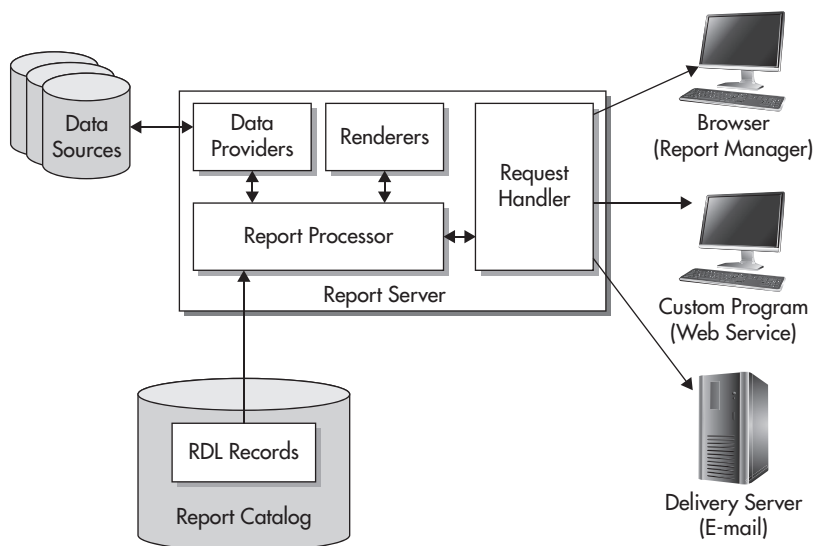 Data
Sources
Data
Providers
Renderers
Request
Handler
Report Processor
Report Server
RDL Records
Report Catalog
Browser
(Report Manager)
Custom Program
(Web Service)
Delivery Server
(E-mail)